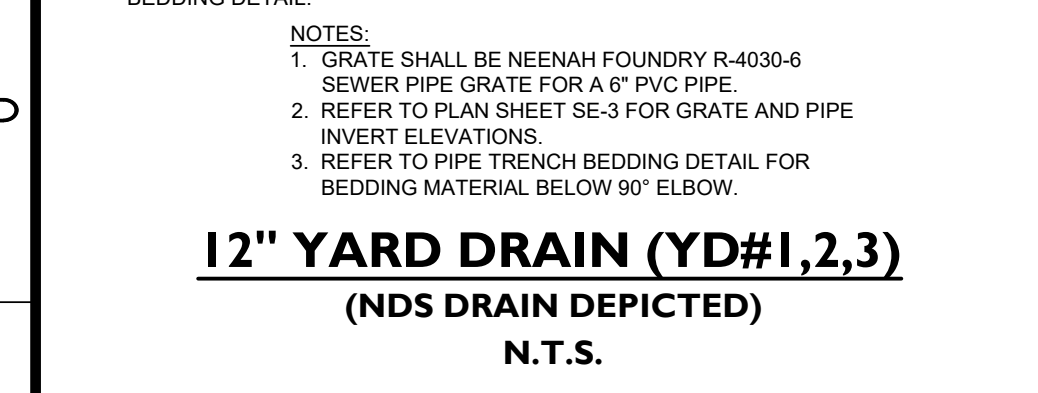 BEDDING DETAIL.
NOTES:
1. GRATE SHALL BE NEENAH FOUNDRY R-4030-6
SEWER PIPE GRATE FOR A 6" PVC PIPE.
2. REFER TO PLAN SHEET SE-3 FOR GRATE AND PIPE
INVERT ELEVATIONS.
3. REFER TO PIPE TRENCH BEDDING DETAIL FOR
BEDDING MATERIAL BELOW 90° ELBOW.
12" YARD DRAIN (YD#1,2,3)
(NDS DRAIN DEPICTED)
N.T.S.